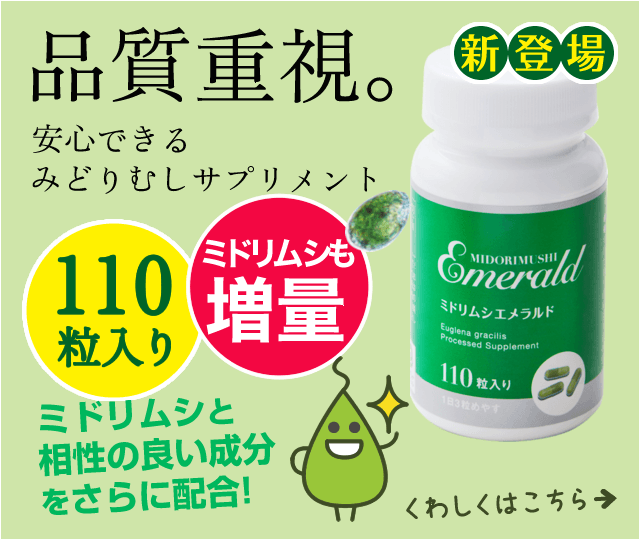 新登場
品質重視。
安心できる
みどりむしサプリメント
110
粒入り
ミドリムシも
増量
MIDORIMUSHI
Emerald
ミドリムシエメラルド
Euglena gracilis
Processed Supplement
110粒入り
1日3粒めやす
ミドリムシと
相性の良い成分
をさらに配合!
くわしくはこちら→